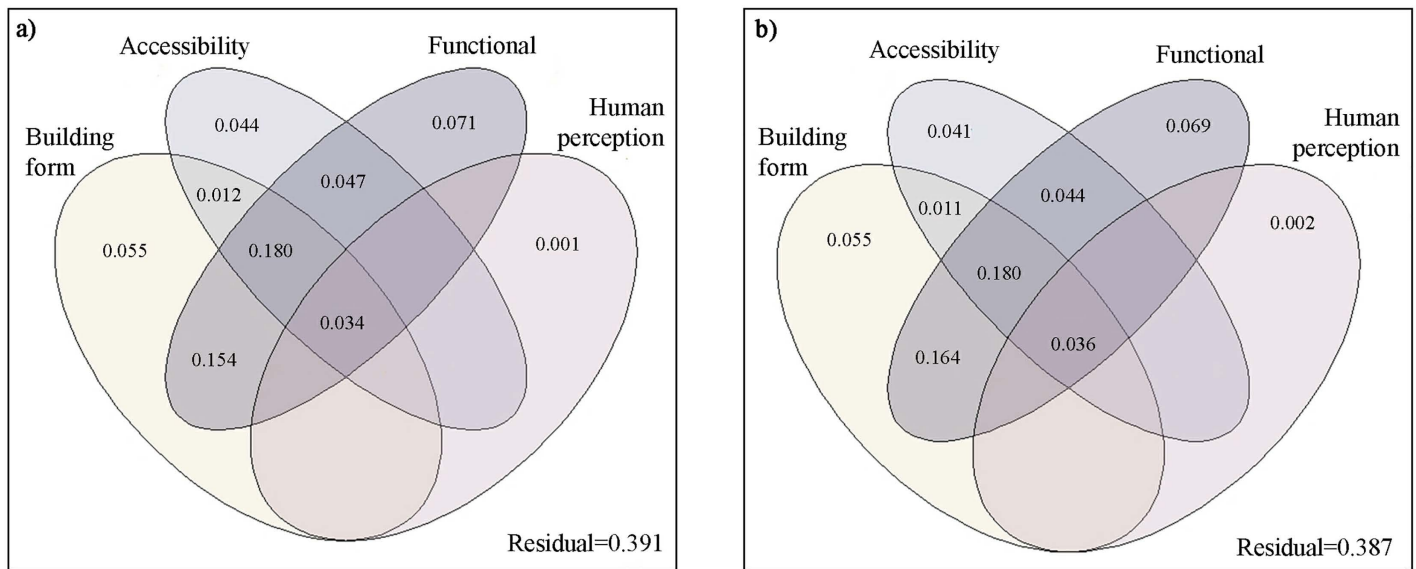 a)
Accessibility
Functional
Human
perception
Building
form
0.044
0.071
0.047
0.012
0.055
0.180
0.001
0.034
0.154
Residual=0.391
b)
Accessibility
Functional
Human
perception
Building
form
0.041
0.069
0.044
0.011
0.055
0.002
0.180
0.036
0.164
Residual=0.387